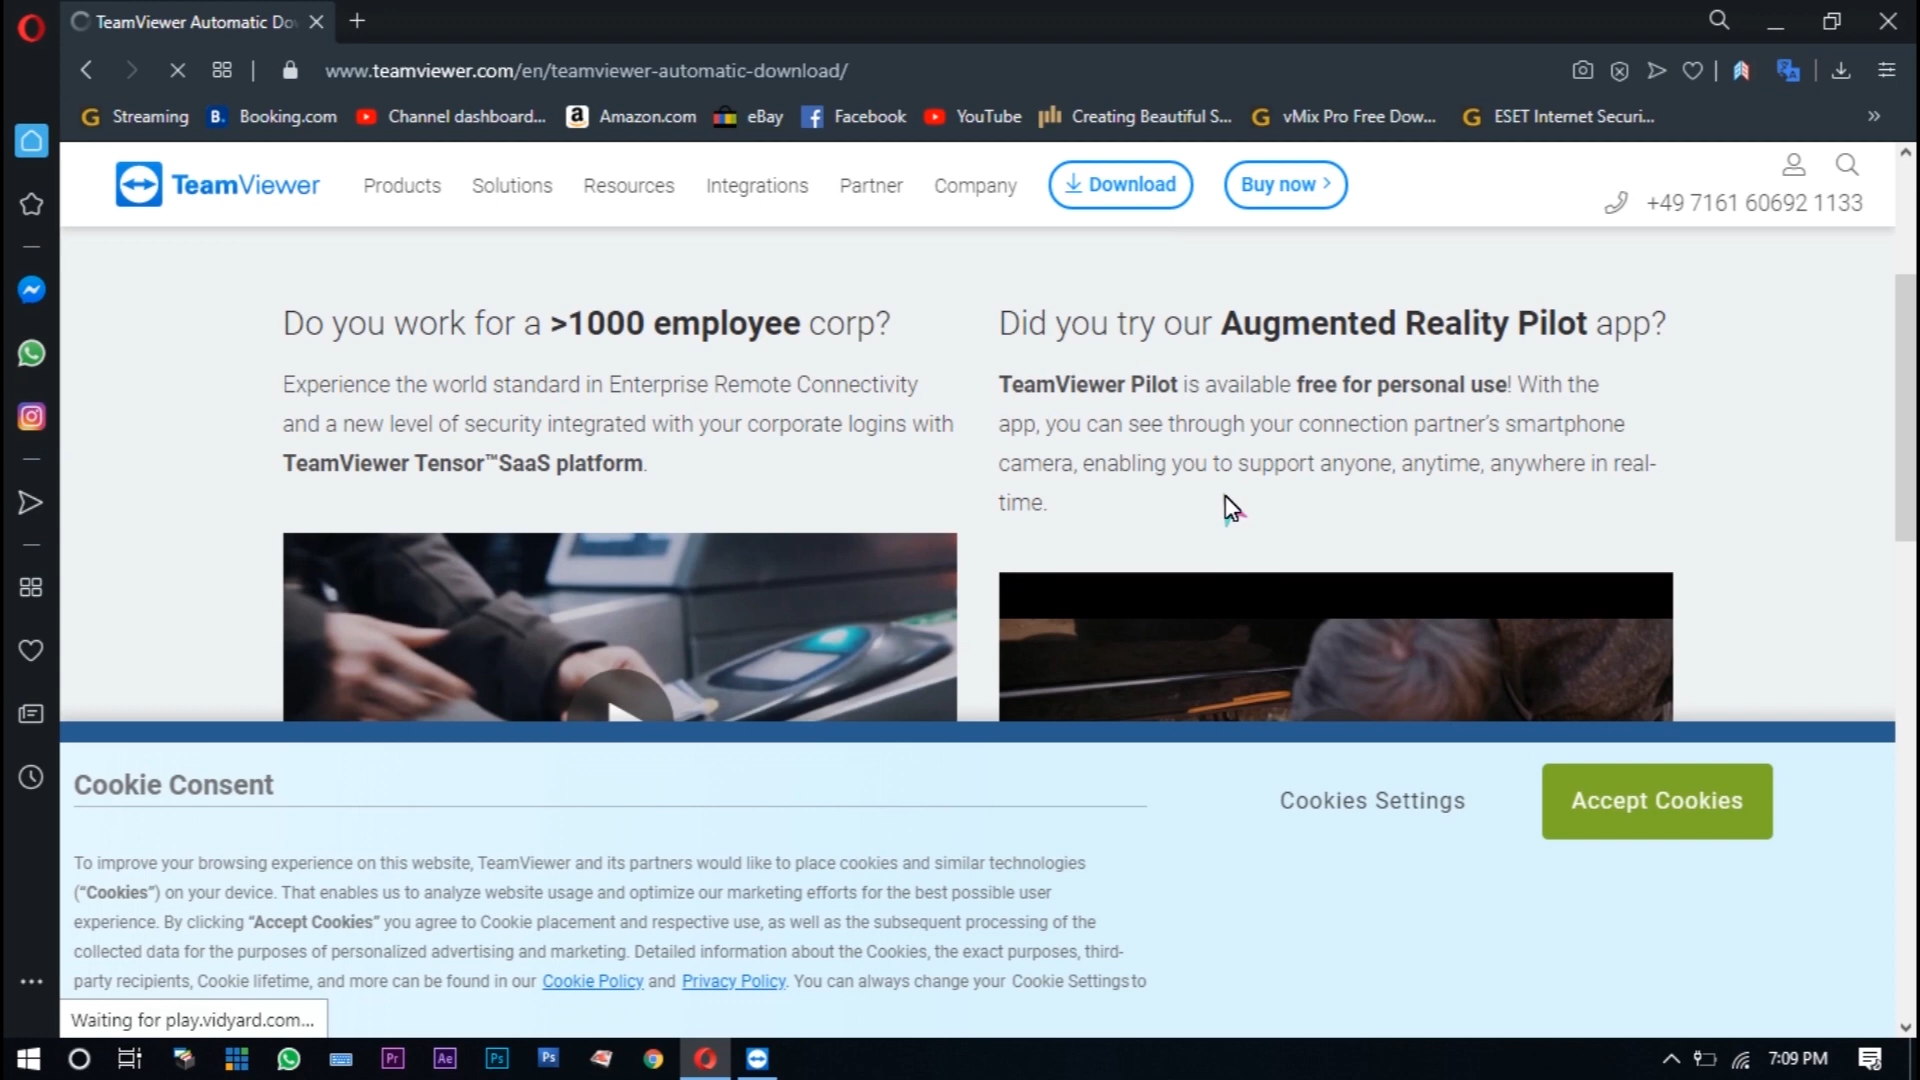 TeamViewer Automatic Do
www.teamviewer.com/en/teamviewer-automatic-download/
Streaming
B. Booking.com
Channel dashboard...
a Amazon.com
eBay
f Facebook
YouTube
Creating Beautiful S...
G vMix Pro Free Dow...
G ESET Internet Securi...
TeamViewer
Products
Solutions
Resources
Integrations
Partner
Company
Download
Buy now >
+49 7161 60692 1133
Do you work for a >1000 employee corp?
Experience the world standard in Enterprise Remote Connectivity
and a new level of security integrated with your corporate logins with
TeamViewer Tensor™SaaS platform.
Did you try our Augmented Reality Pilot app?
TeamViewer Pilot is available free for personal use! With the
app, you can see through your connection partner's smartphone
camera, enabling you to support anyone, anytime, anywhere in real-
time.
Cookie Consent
Cookies Settings
Accept Cookies
To improve your browsing experience on this website, TeamViewer and its partners would like to place cookies and similar technologies
(“Cookies”) on your device. That enables us to analyze website usage and optimize our marketing efforts for the best possible user
experience. By clicking “Accept Cookies” you agree to Cookie placement and respective use, as well as the subsequent processing of the
collected data for the purposes of personalized advertising and marketing. Detailed information about the Cookies, the exact purposes, third-
party recipients, Cookie lifetime, and more can be found in our Cookie Policy and Privacy Policy. You can always change your Cookie Settings to
Waiting for play.vidyard.com...
Pr
Ae
Ps
Ps
7:09 PM